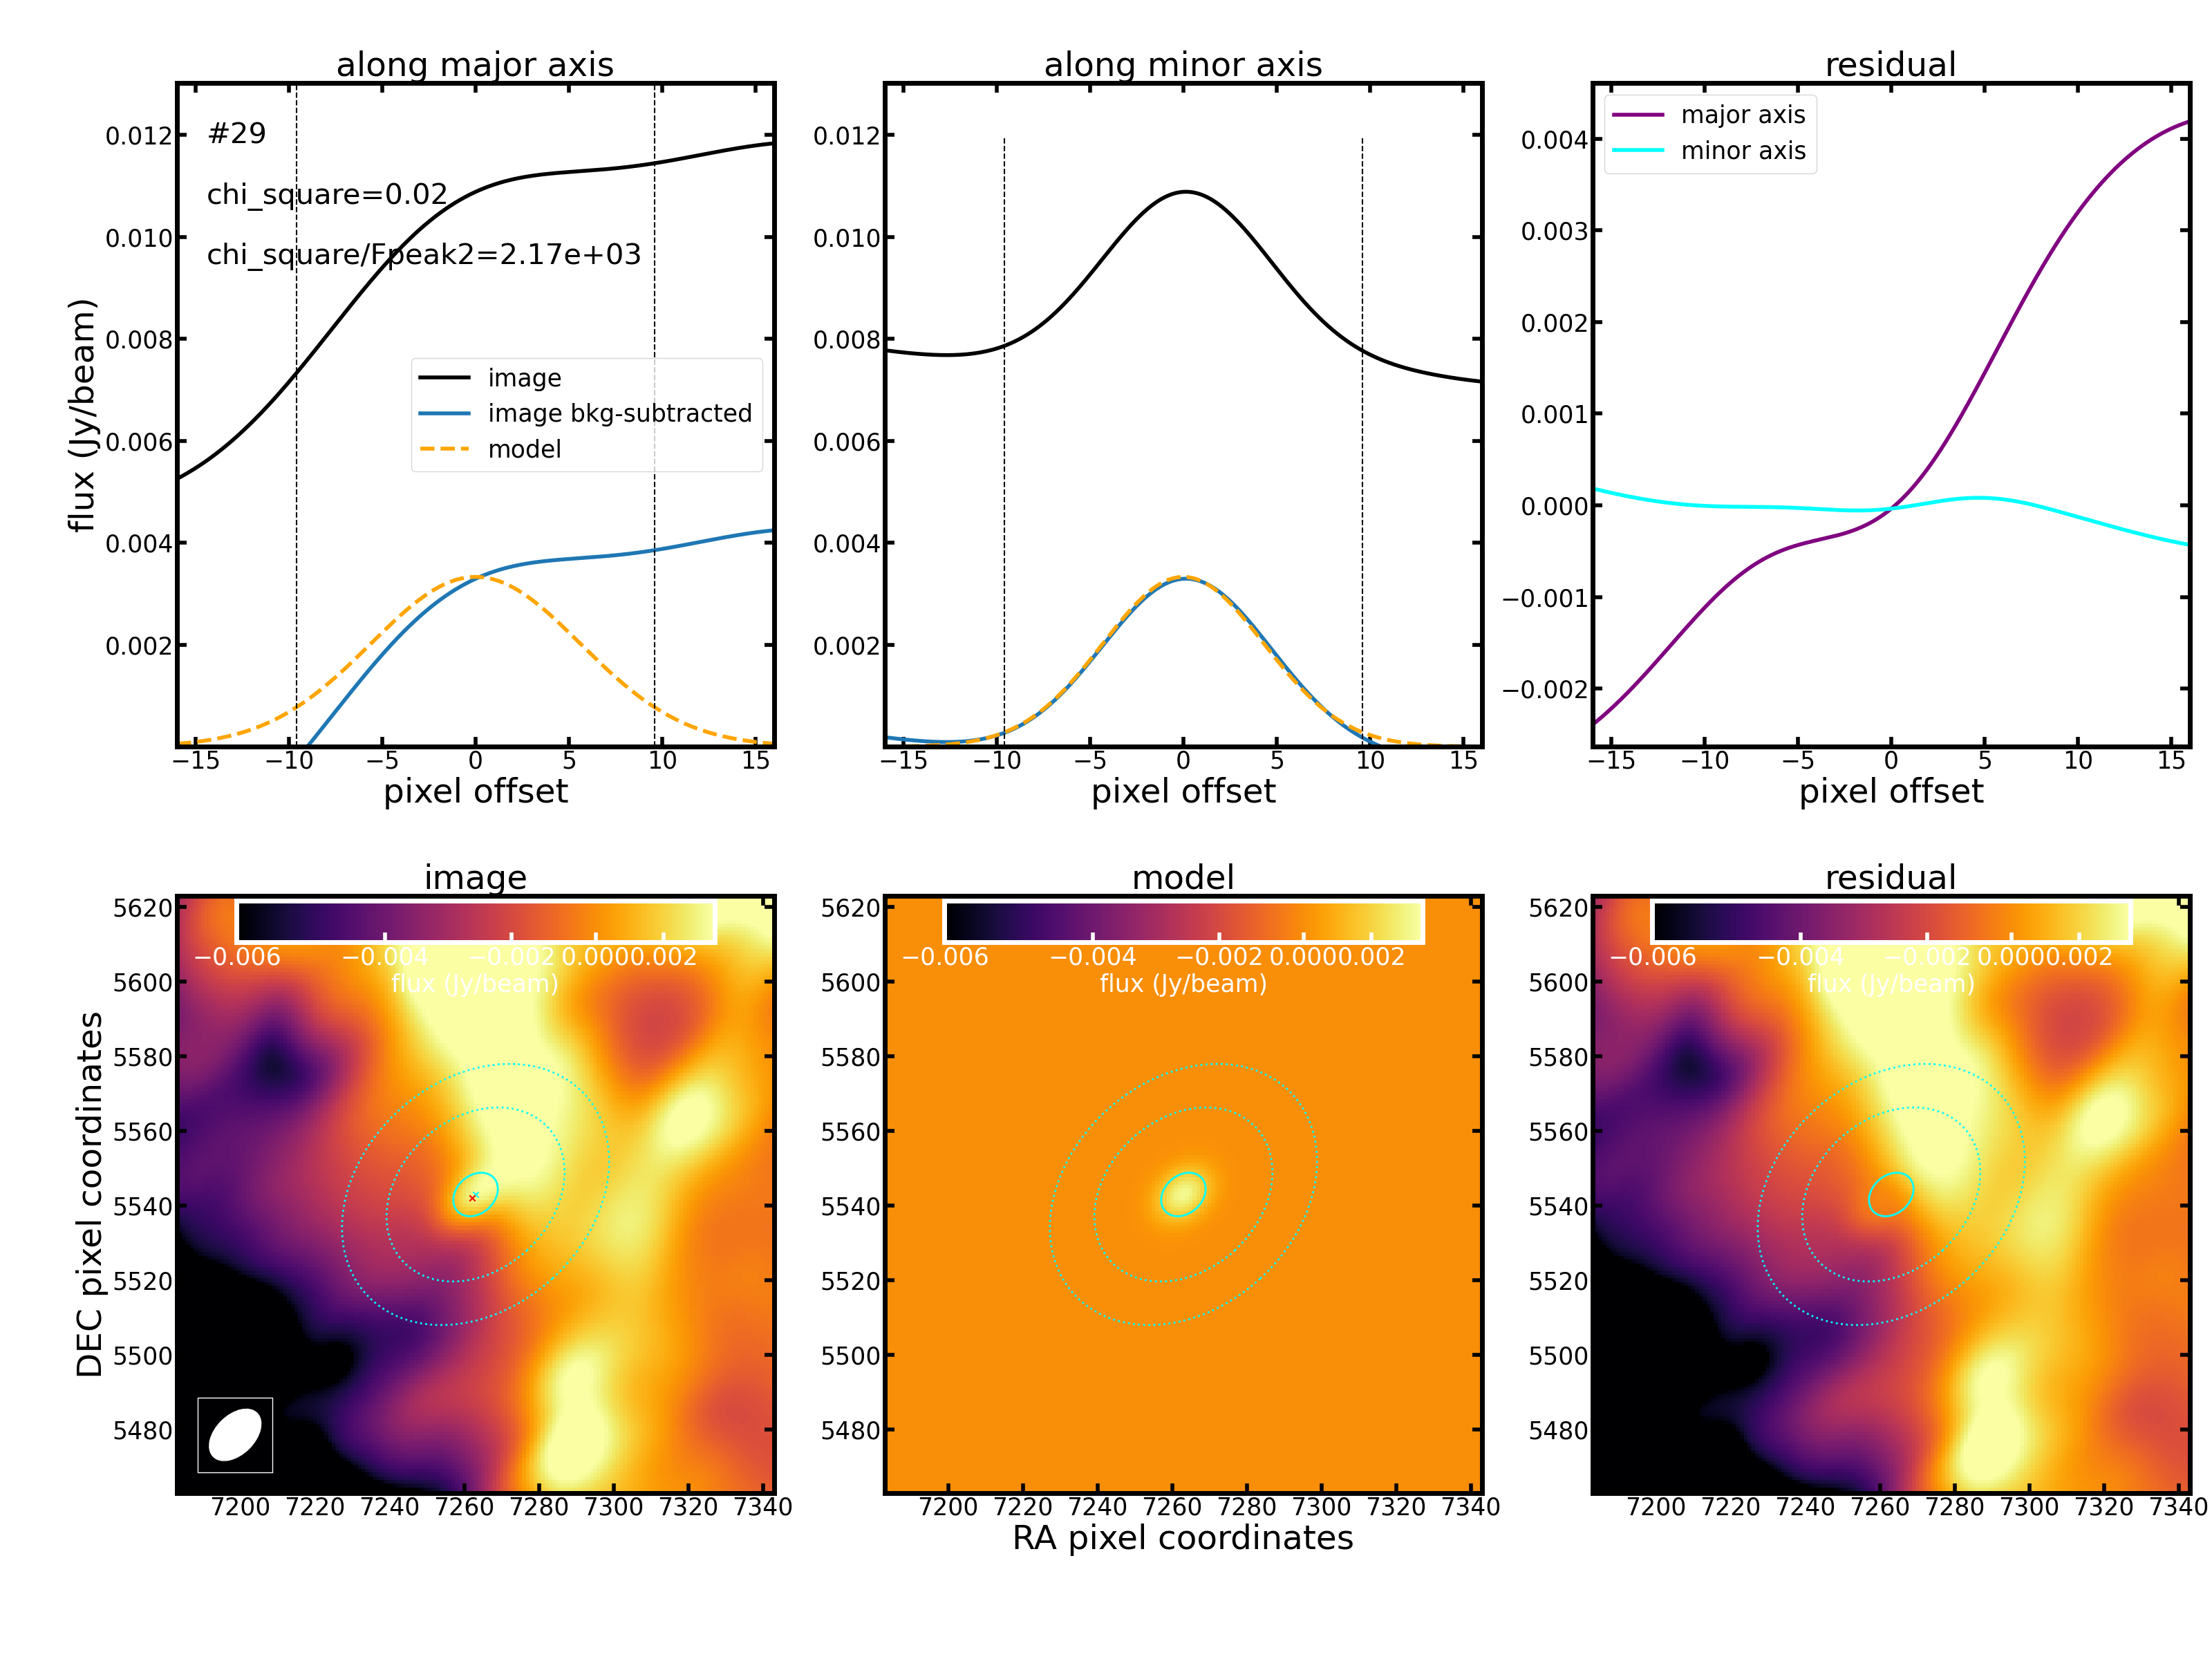 along major axis
along minor axis
residual
#29
chi_square=0.02
chi_square/Fpeak2=2.17e+03
image
image bkg-subtracted
model
major axis
minor axis
flux (Jy/beam)
0.012
0.010
0.008
0.006
0.004
0.002
0.012
0.010
0.008
0.006
0.004
0.002
0.004
0.003
0.002
0.001
0.000
−0.001
−0.002
−15 −10 −5 0 5 10 15
−15 −10 −5 0 5 10 15
−15 −10 −5 0 5 10 15
pixel offset
pixel offset
pixel offset
image
model
residual
−0.006 −0.004 −0.002 0.000 0.002
flux (Jy/beam)
−0.006 −0.004 −0.002 0.000 0.002
flux (Jy/beam)
−0.006 −0.004 −0.002 0.000 0.002
flux (Jy/beam)
DEC pixel coordinates
5620
5600
5580
5560
5540
5520
5500
5480
5620
5600
5580
5560
5540
5520
5500
5480
5620
5600
5580
5560
5540
5520
5500
5480
7200 7220 7240 7260 7280 7300 7320 7340
7200 7220 7240 7260 7280 7300 7320 7340
7200 7220 7240 7260 7280 7300 7320 7340
RA pixel coordinates